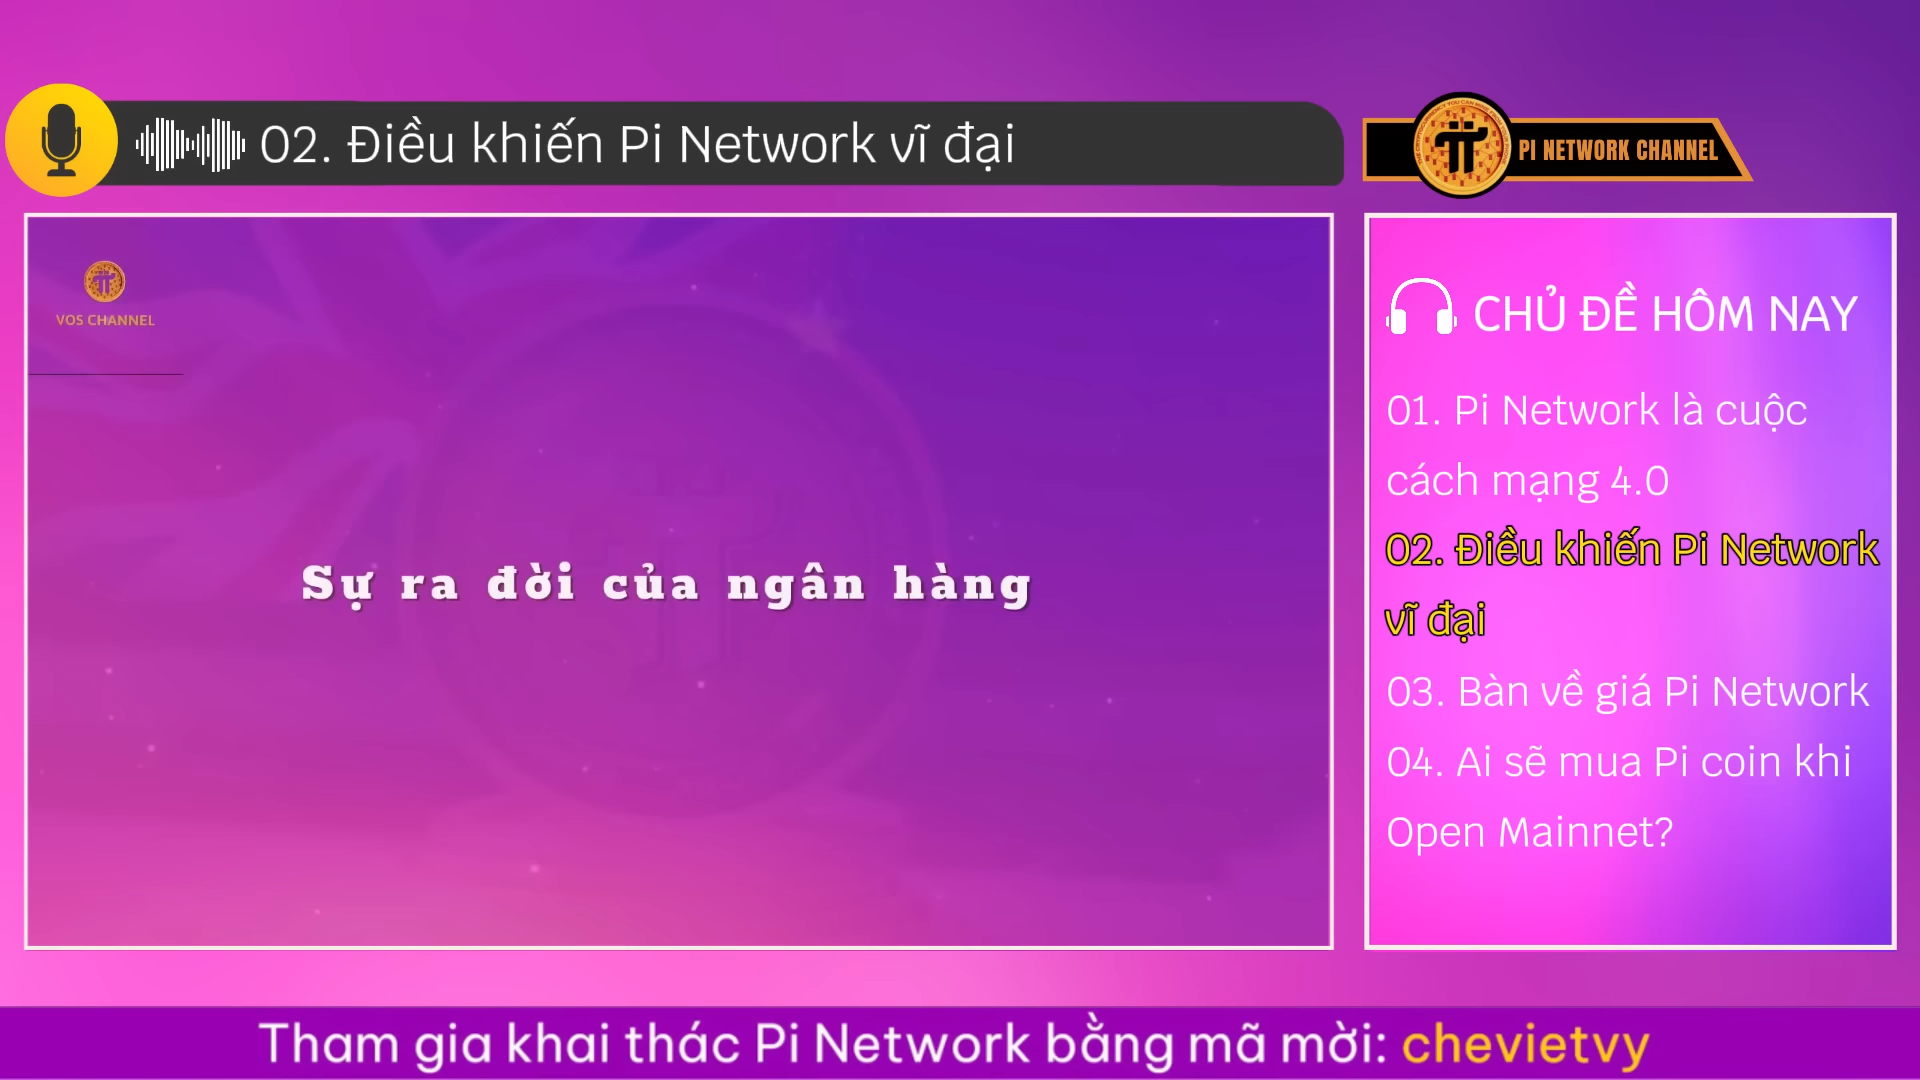 02. Điều khiến Pi Network vĩ đại
PI NETWORK CHANNEL
VOS CHANNEL
Sự ra đời của ngân hàng
CHỦ ĐỀ HÔM NAY
01. Pi Network là cuộc
cách mạng 4.0
02. Điều khiến Pi Network
vĩ đại
03. Bàn về giá Pi Network
04. Ai sẽ mua Pi coin khi
Open Mainnet?
Tham gia khai thác Pi Network bằng mã mời: chevietvy